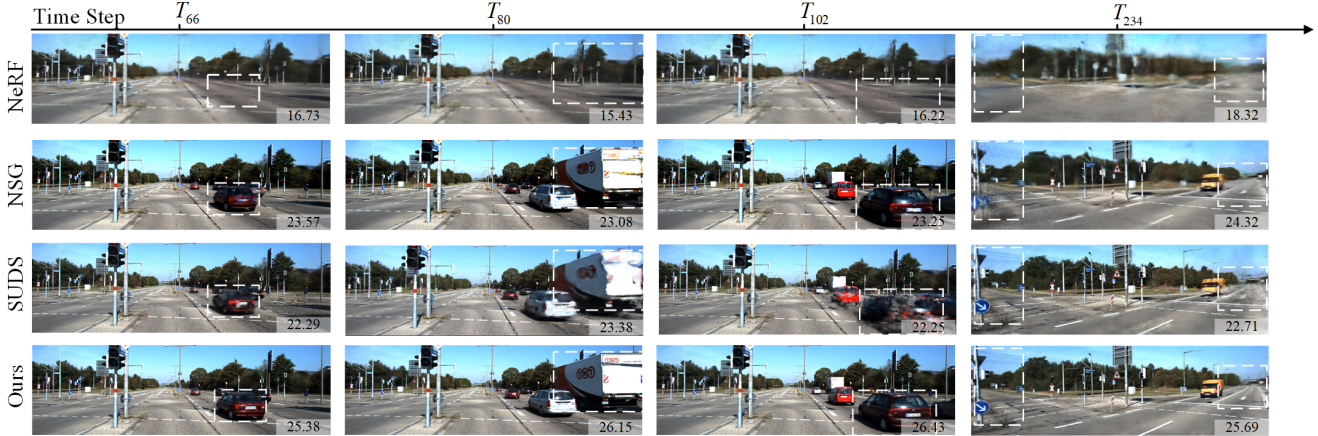 Time Step T66 T80 T102 T234
NeRF 16.73 15.43 16.22 18.32
NSG 23.57 23.08 23.25 24.32
SUDS 22.29 23.38 22.25 22.71
Ours 25.38 26.15 26.43 25.69